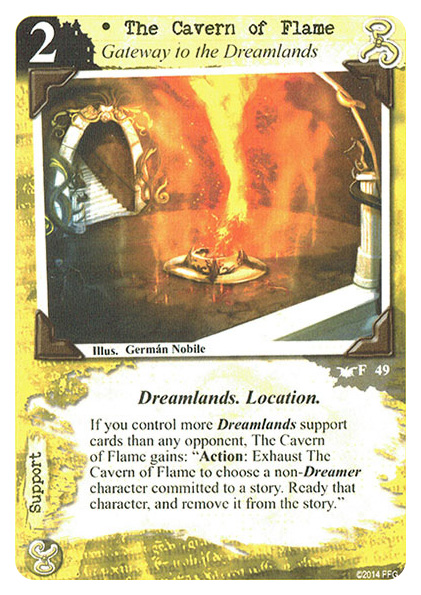 2
• The Cavern of Flame
Gateway to the Dreamlands
Illus. Germán Nobile
F 49
Dreamlands. Location.
If you control more Dreamlands support
cards than any opponent, The Cavern
of Flame gains: “Action: Exhaust The
Cavern of Flame to choose a non-Dreamer
character committed to a story. Ready that
character, and remove it from the story.”
Support
©2014 FFG